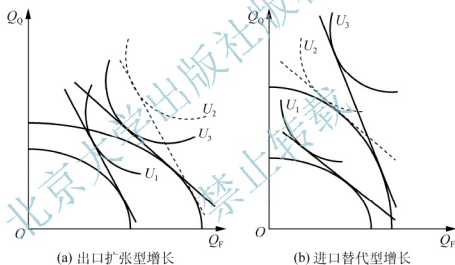 Q_Q
U_2
U_3
U_1
O
Q_F
(a) 出口扩张型增长
Q_Q
U_3
U_2
U_1
O
Q_F
(b) 进口替代型增长
北京大学出版社版权
禁止转载